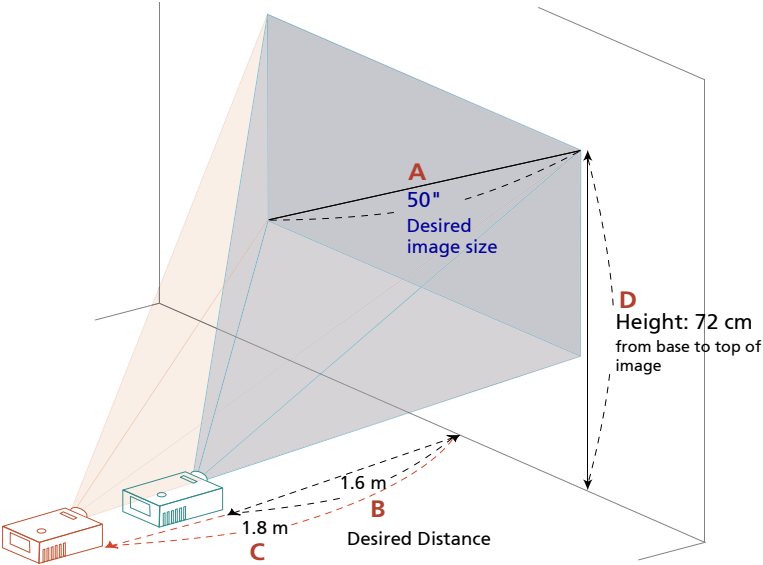 A
50"
Desired
image size
D
Height: 72 cm
from base to top of
image
1.6 m
B
1.8 m
C
Desired Distance